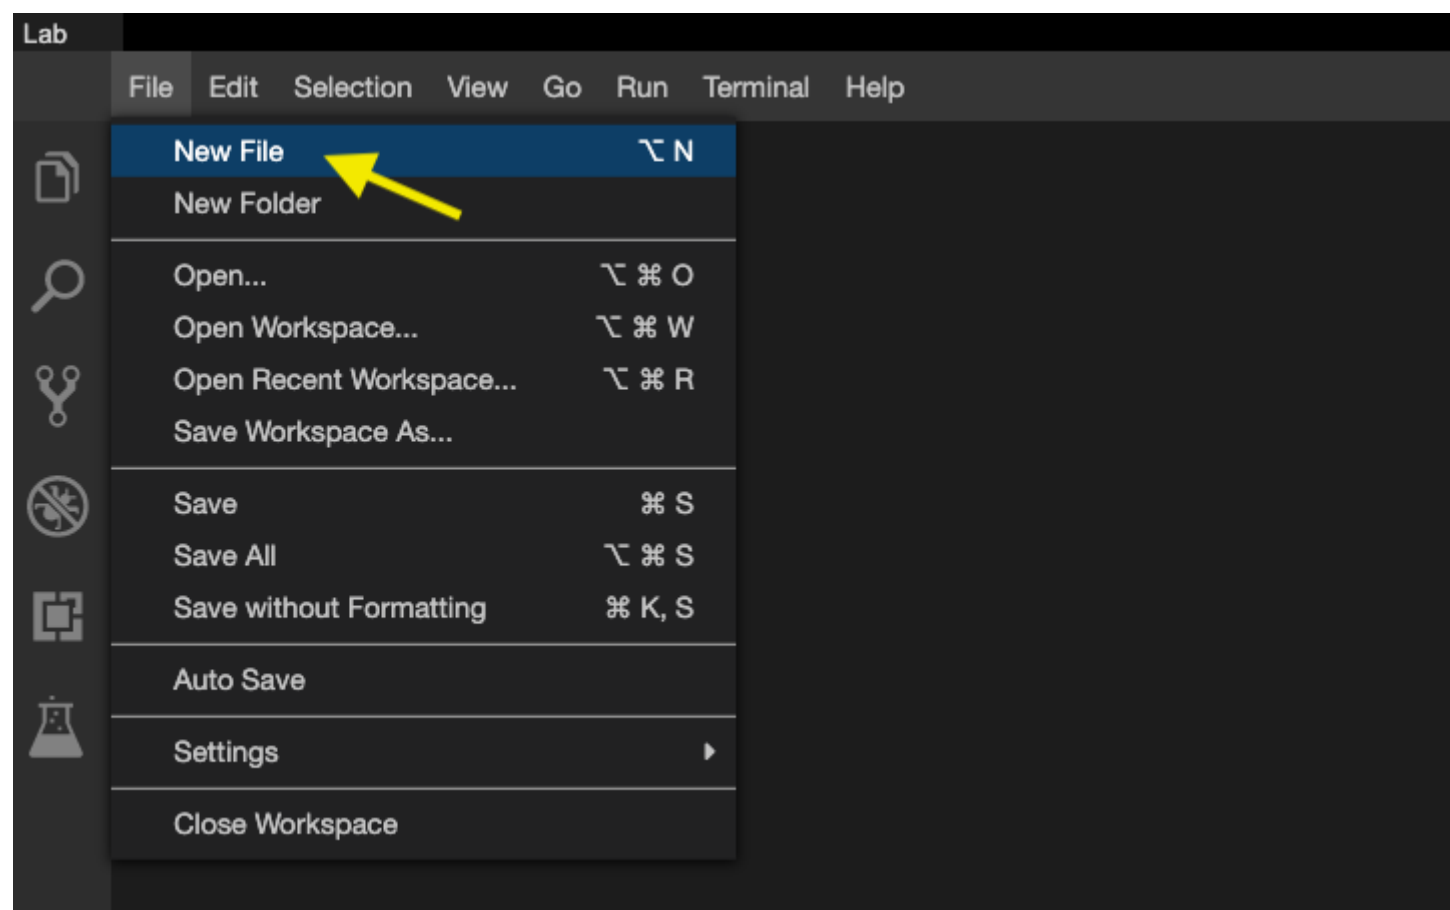 Lab
File Edit Selection View Go Run Terminal Help
New File ⌥ N
New Folder
Open... ⌥ ⌘ O
Open Workspace... ⌥ ⌘ W
Open Recent Workspace... ⌥ ⌘ R
Save Workspace As...
Save ⌘ S
Save All ⌥ ⌘ S
Save without Formatting ⌘ K, S
Auto Save
Settings
Close Workspace